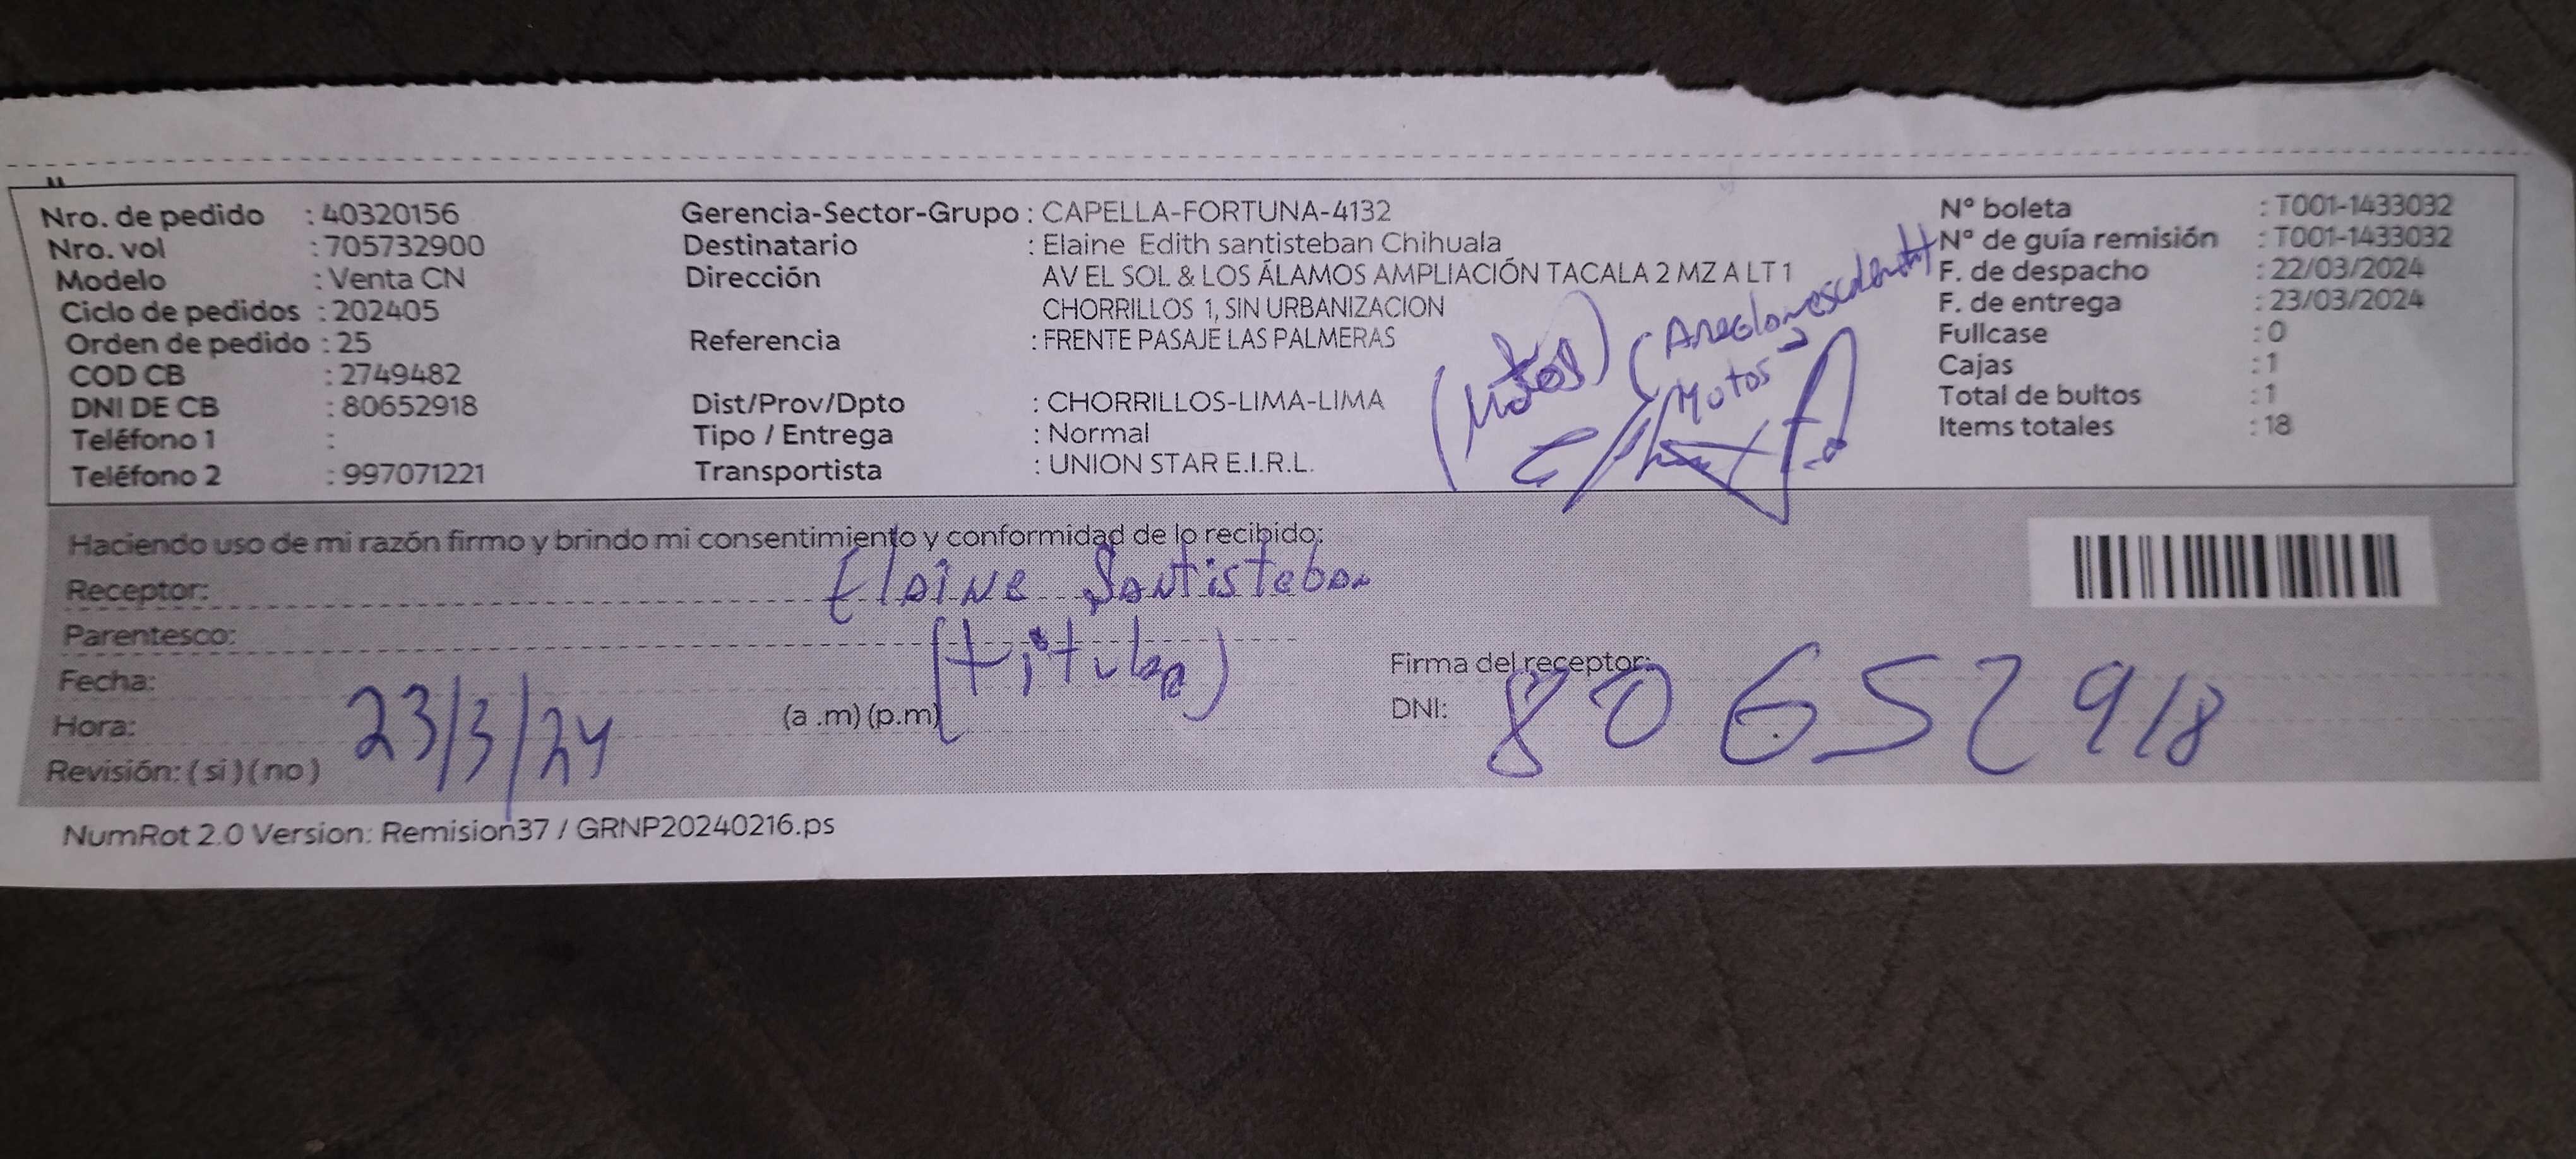 Nro. de pedido : 40320156
Nro. vol : 705732900
Modelo : Venta CN
Ciclo de pedidos : 202405
Orden de pedido : 25
COD CB : 2749482
DNI DE CB : 80652918
Teléfono 1 :
Teléfono 2 : 997071221
Gerencia-Sector-Grupo : CAPELLA-FORTUNA-4132
Destinatario : Elaine Edith santisteban Chihuala
Dirección AV EL SOL & LOS ÁLAMOS AMPLIACIÓN TACALA 2 MZ A LT 1
CHORRILLOS 1, SIN URBANIZACION
Referencia : FRENTE PASAJE LAS PALMERAS
Dist/Prov/Dpto : CHORRILLOS-LIMA-LIMA
Tipo / Entrega : Normal
Transportista : UNION STAR E.I.R.L.
Motos
N° boleta : T001-1433032
N° de guía remisión : T001-1433032
F. de despacho : 22/03/2024
F. de entrega : 23/03/2024
Fullcase : 0
Cajas : 1
Total de bultos : 1
Items totales : 18
Haciendo uso de mi razón firmo y brindo mi consentimiento y conformidad de lo recibido:
Receptor: Elaine Santisteban
Parentesco: (titular)
Fecha: 23/3/24
Hora: (a .m) (p.m)
Revisión: ( si ) ( no )
Firma del receptor:
DNI: 80652918
NumRot 2.0 Version: Remision37 / GRNP20240216.ps